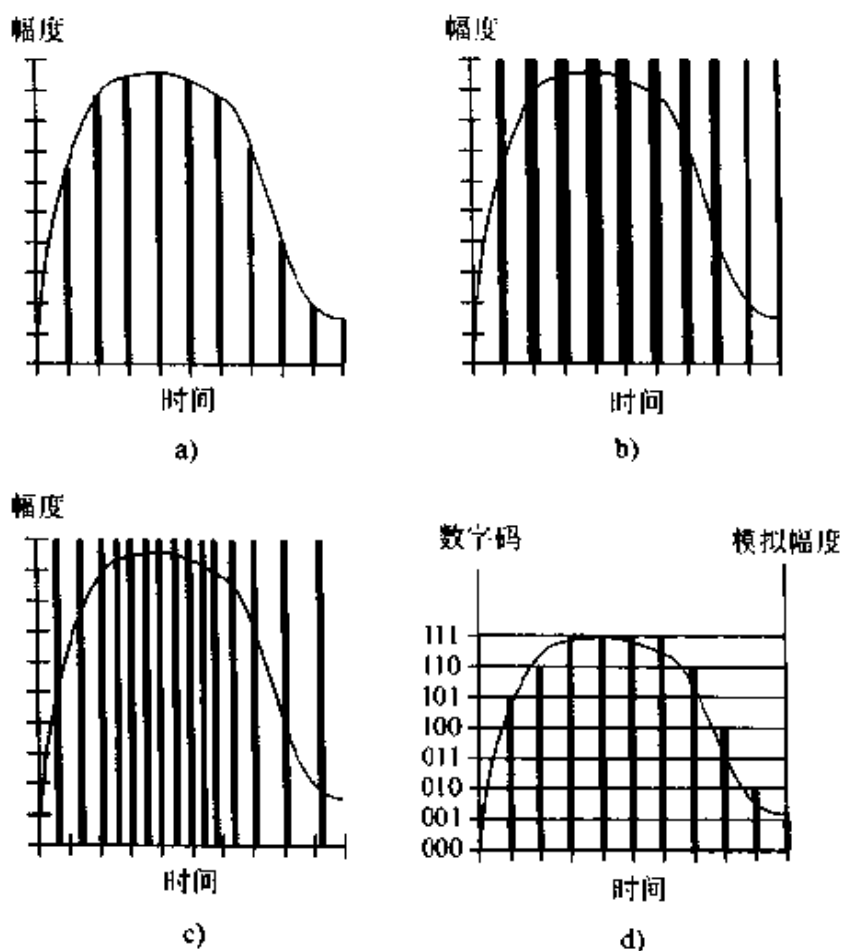 幅度
时间
a)
幅度
时间
b)
幅度
时间
c)
数字码
模拟幅度
111
110
101
100
011
010
001
000
时间
d)